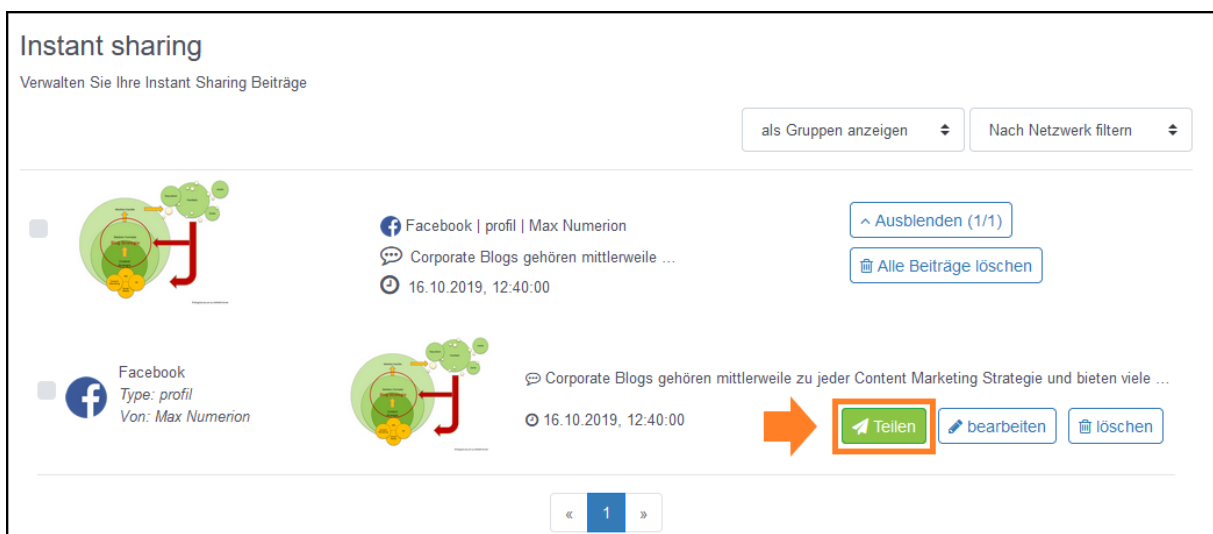 Instant sharing
Verwalten Sie Ihre Instant Sharing Beiträge
als Gruppen anzeigen
Nach Netzwerk filtern
Facebook | profil | Max Numerion
Corporate Blogs gehören mittlerweile ...
16.10.2019, 12:40:00
Ausblenden (1/1)
Alle Beiträge löschen
Facebook
Type: profil
Von: Max Numerion
Corporate Blogs gehören mittlerweile zu jeder Content Marketing Strategie und bieten viele ...
16.10.2019, 12:40:00
Teilen
bearbeiten
löschen
« 1 »